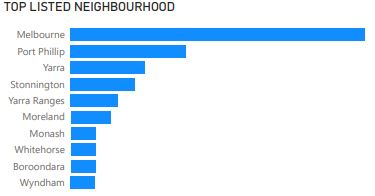 TOP LISTED NEIGHBOURHOOD
Melbourne
Port Phillip
Yarra
Stonnington
Yarra Ranges
Moreland
Monash
Whitehorse
Boroondara
Wyndham